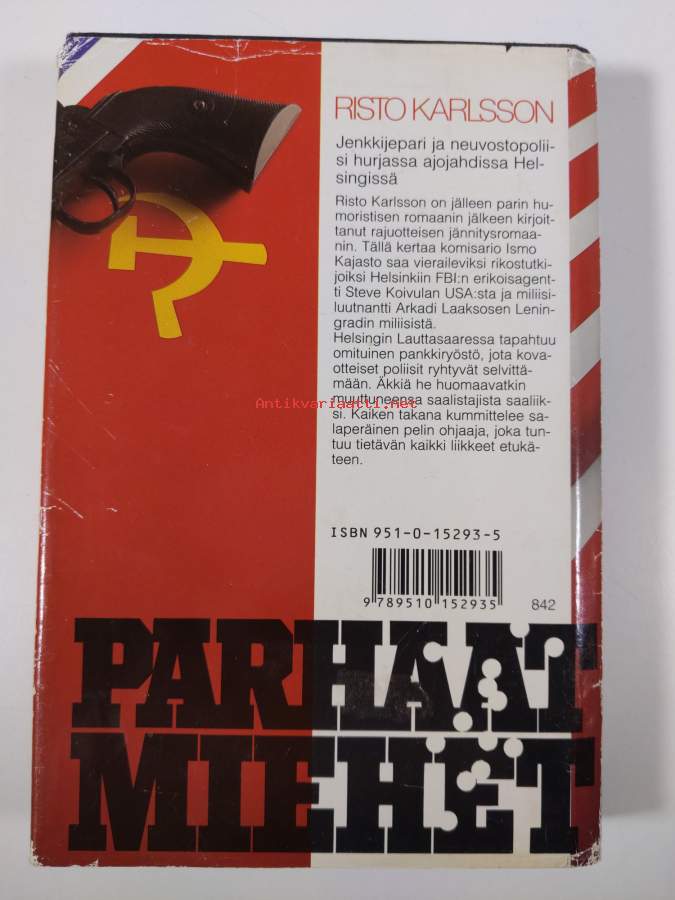 RISTO KARLSSON
Jenkkijepari ja neuvostopolii-
si hurjassa ajojahdissa Hel-
singissä
Risto Karlsson on jälleen parin hu-
moristisen romaanin jälkeen kirjoit-
tanut rajuotteisen jännitysromaa-
nin. Tällä kertaa komisario Ismo
Kajasto saa vieraileviksi rikostutki-
joiksi Helsinkiin FBI:n erikoisagent-
ti Steve Koivulan USA:sta ja miliisi-
luutnantti Arkadi Laaksosen Lenin-
gradin miliisistä.
Helsingin Lauttasaaressa tapahtuu
omituinen pankkiryöstö, jota kova-
otteiset poliisit ryhtyvät selvittä-
mään. Äkkiä he huomaavatkin
muuttuneensa saalistajista saaliik-
Antikvariaatti.net
si. Kaiken takana kummittelee sa-
laperäinen pelin ohjaaja, joka tun-
tuu tietävän kaikki liikkeet etukä-
teen.
ISBN 951-0-15293-5
9 789510 152935
842
PARHAAT
MIEHET